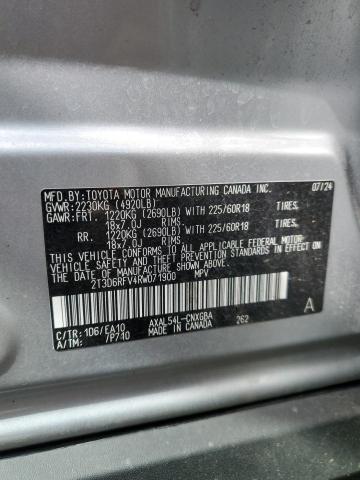 MFD.BY:TOYOTA MOTOR MANUFACTURING CANADA INC. 07/24
GVWR:2230KG(4920LB)
GAWR:FRT. 1220KG(2690LB)WITH 225/60R18 TIRES,
18x7.0J RIMS
RR. 1220KG(2690LB)WITH 225/60R18 TIRES,
18x7.0J RIMS
THIS VEHICLE CONFORMS TO ALL APPLICABLE FEDERAL MOTOR
VEHICLE SAFETY, BUMPER, AND THEFT PREVENTION STANDARDS
IN EFFECT ON THE DATE OF MANUFACTURE SHOWN ABOVE.
2T3D6RFV4RW071900 MPV
A
C/TR:1D6/EA10 AXAL54L-CNXGBA
A/TM: /P710 MADE IN CANADA 262